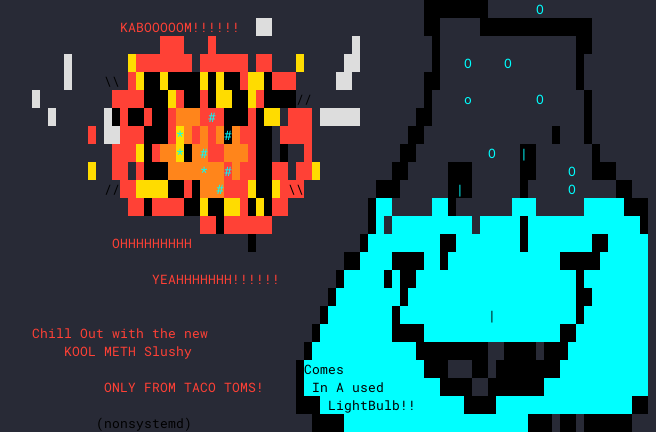 KABOOOOOM!!!!!!
OHHHHHHHHH
YEAHHHHHHH!!!!!!
Chill Out with the new
KOOL METH Slushy
ONLY FROM TACO TOMS!
Comes
In A used
LightBulb!!
(nonsystemd)